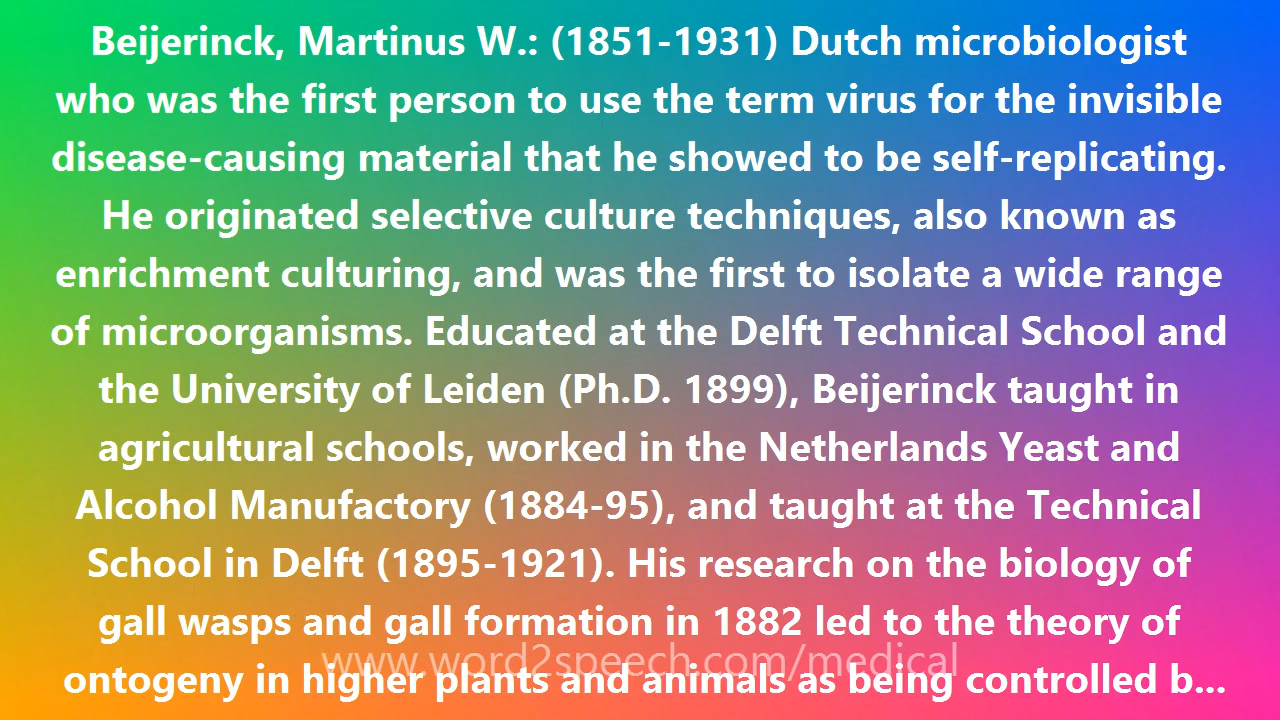 Beijerinck, Martinus W.: (1851-1931) Dutch microbiologist
who was the first person to use the term virus for the invisible
disease-causing material that he showed to be self-replicating.
He originated selective culture techniques, also known as
enrichment culturing, and was the first to isolate a wide range
of microorganisms. Educated at the Delft Technical School and
the University of Leiden (Ph.D. 1899), Beijerinck taught in
agricultural schools, worked in the Netherlands Yeast and
Alcohol Manufactory (1884-95), and taught at the Technical
School in Delft (1895-1921). His research on the biology of
gall wasps and gall formation in 1882 led to the theory of
www.word2speech.com/medical
ontogeny in higher plants and animals as being controlled b...